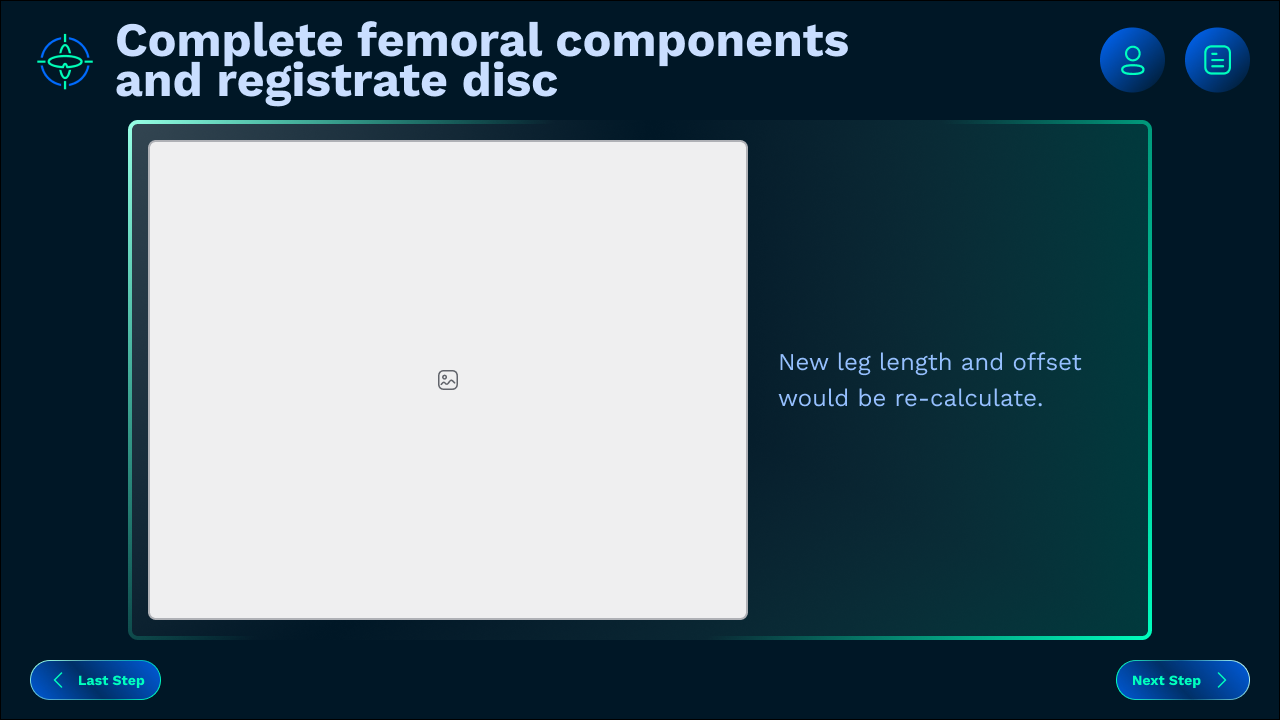 Complete femoral components
and registrate disc
New leg length and offset
would be re-calculate.
Last Step
Next Step